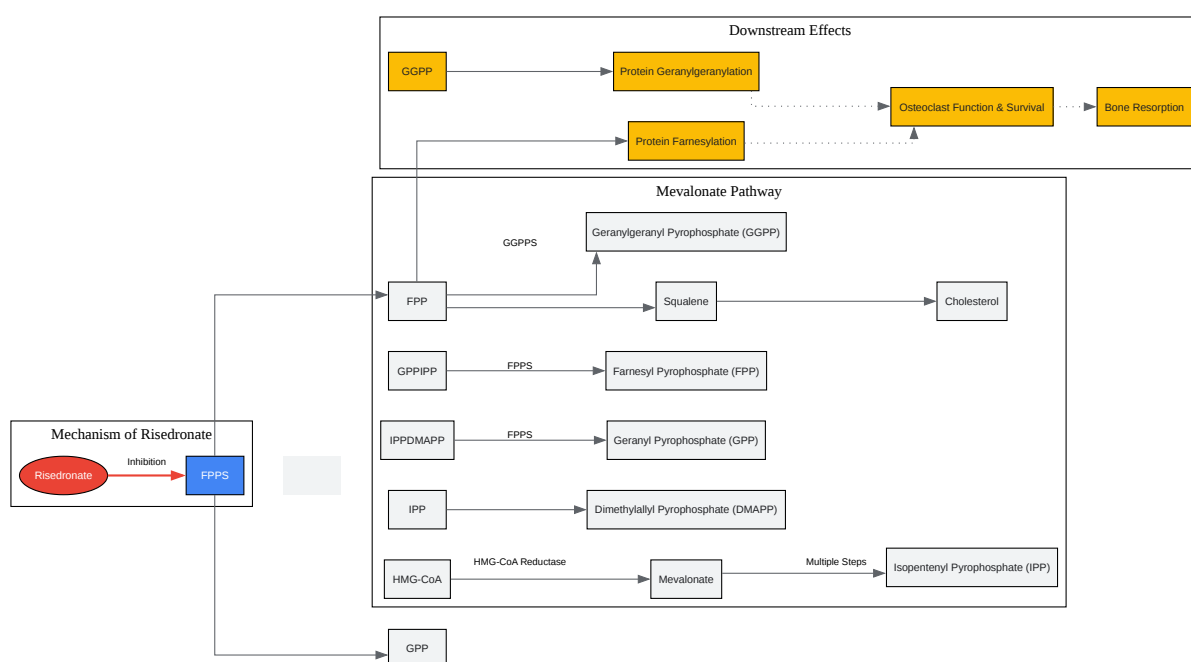 Downstream Effects
GGPP
Protein Geranylgeranylation
Osteoclast Function & Survival
Bone Resorption
Protein Farnesylation
Mevalonate Pathway
Geranylgeranyl Pyrophosphate (GGPP)
GGPPS
FPP
Squalene
Cholesterol
GPPIPP
FPPS
Farnesyl Pyrophosphate (FPP)
Mechanism of Risedronate
IPPDMAPP
FPPS
Geranyl Pyrophosphate (GPP)
Risedronate
Inhibition
FPPS
IPP
Dimethylallyl Pyrophosphate (DMAPP)
HMG-CoA
HMG-CoA Reductase
Mevalonate
Multiple Steps
Isopentenyl Pyrophosphate (IPP)
GPP